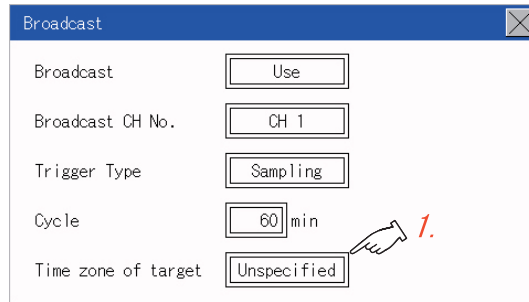 Broadcast
Broadcast Use
Broadcast CH No. CH 1
Trigger Type Sampling
Cycle 60 min
1.
Time zone of target Unspecified